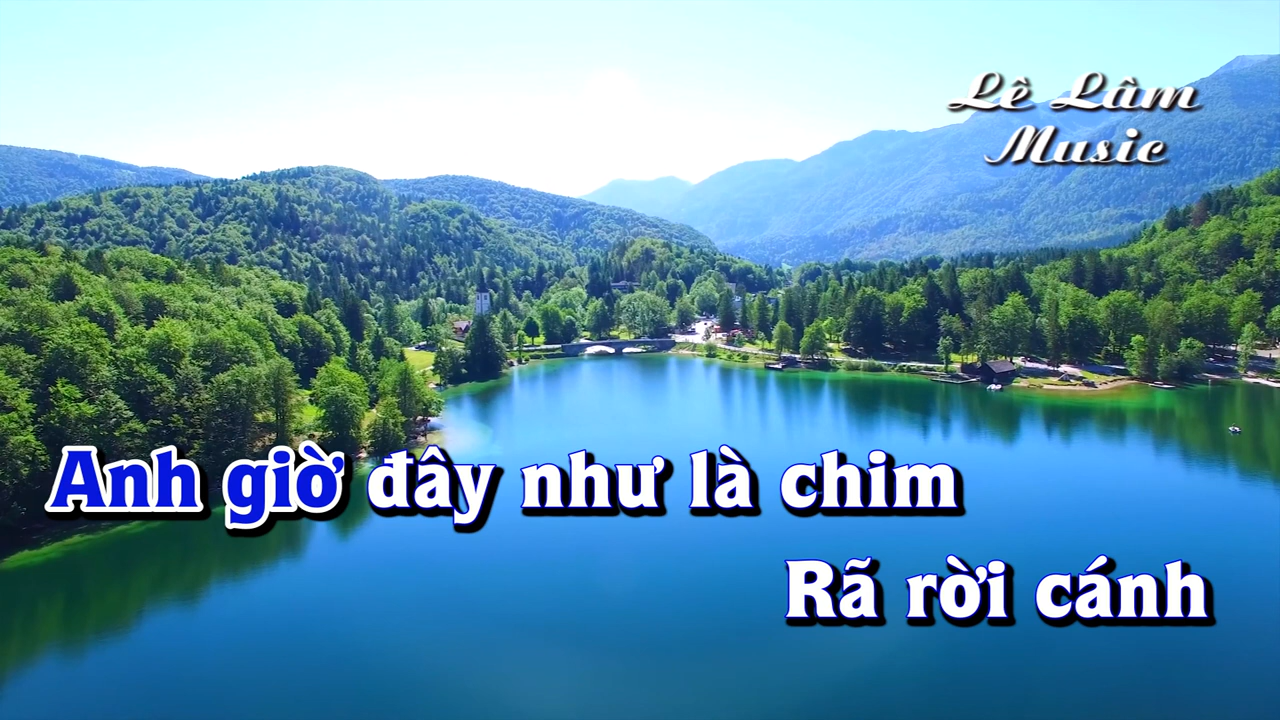 Lê Lâm
Music
Anh giờ đây như là chim
Rã rời cánh